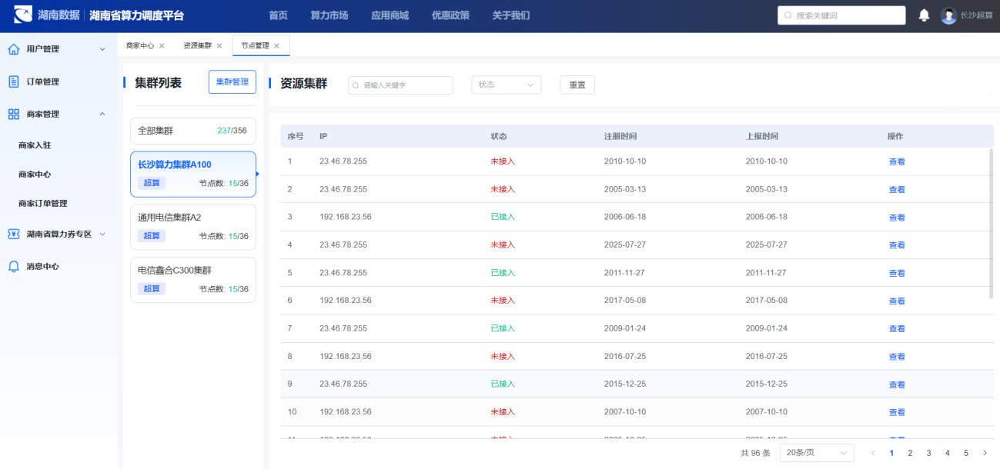 湖南数据 湖南省算力调度平台 首页 算力市场 应用商城 优惠政策 关于我们 搜索关键词 长沙超算
用户管理
订单管理
商家管理
商家入驻
商家中心
商家订单管理
湖南省算力券专区
消息中心
商家中心 资源集群 节点管理
集群列表 集群管理
全部集群 237/356
长沙算力集群A100
超算 节点数: 15/36
通用电信集群A2
超算 节点数: 15/36
电信鑫合C300集群
超算 节点数: 15/36
资源集群 请输入关键字 状态 重置
序号 IP 状态 注册时间 上报时间 操作
1 23.46.78.255 未接入 2010-10-10 2010-10-10 查看
2 23.46.78.255 未接入 2005-03-13 2005-03-13 查看
3 192.168.23.56 已接入 2006-06-18 2006-06-18 查看
4 23.46.78.255 未接入 2025-07-27 2025-07-27 查看
5 23.46.78.255 已接入 2011-11-27 2011-11-27 查看
6 192.168.23.56 未接入 2017-05-08 2017-05-08 查看
7 23.46.78.255 已接入 2009-01-24 2009-01-24 查看
8 192.168.23.56 未接入 2016-07-25 2016-07-25 查看
9 23.46.78.255 已接入 2015-12-25 2015-12-25 查看
10 192.168.23.56 未接入 2007-10-10 2007-10-10 查看
共 96 条 20条/页 1 2 3 4 5